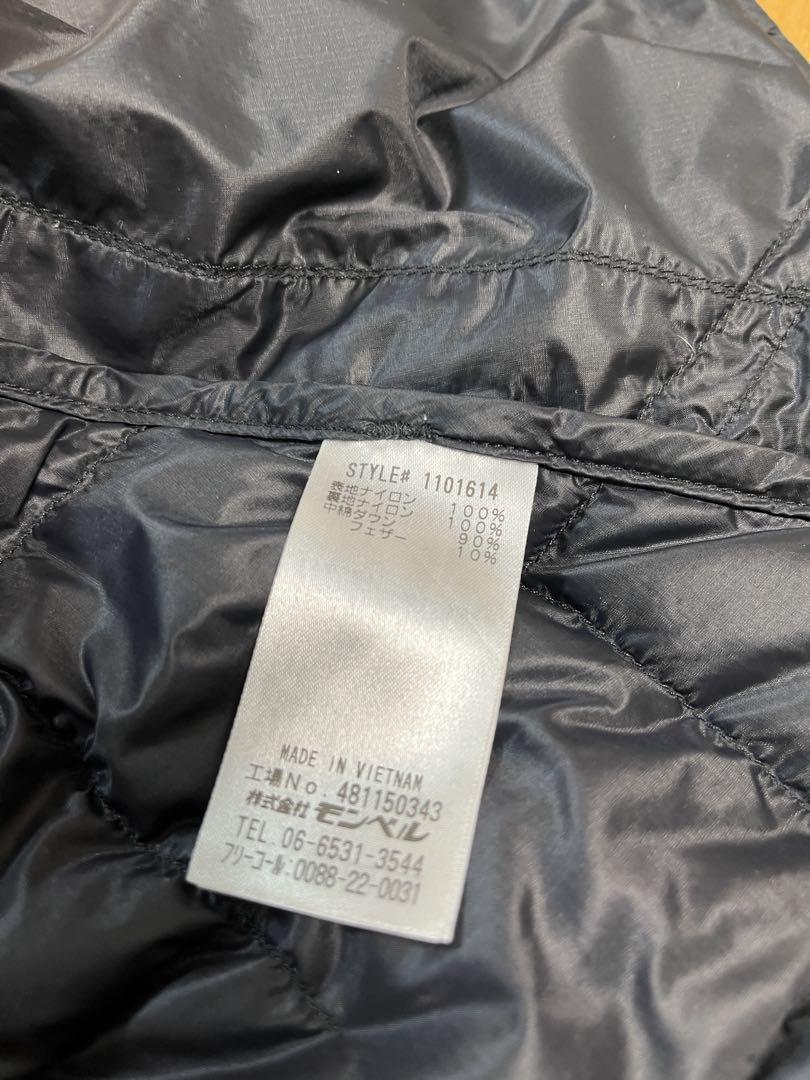 STYLE# 1101614
表地ナイロン 100%
裏地ナイロン 100%
中綿ダウン 90%
フェザー 10%
MADE IN VIETNAM
工場No. 481150343
株式会社モンベル
TEL. 06-6531-3544
フリーコール. 0088-22-0031